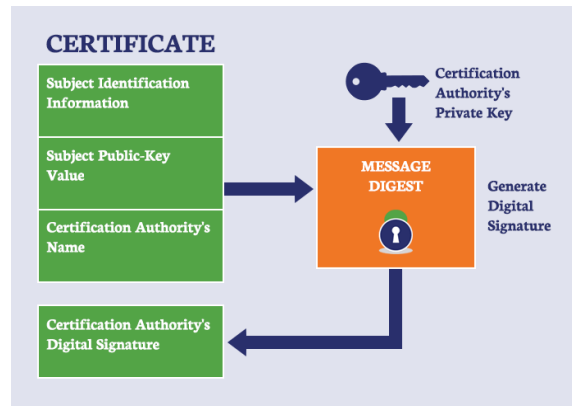 CERTIFICATE
Subject Identification
Information
Subject Public-Key
Value
Certification Authority's
Name
Certification Authority's
Digital Signature
Certification
Authority's
Private Key
MESSAGE
DIGEST
Generate
Digital
Signature